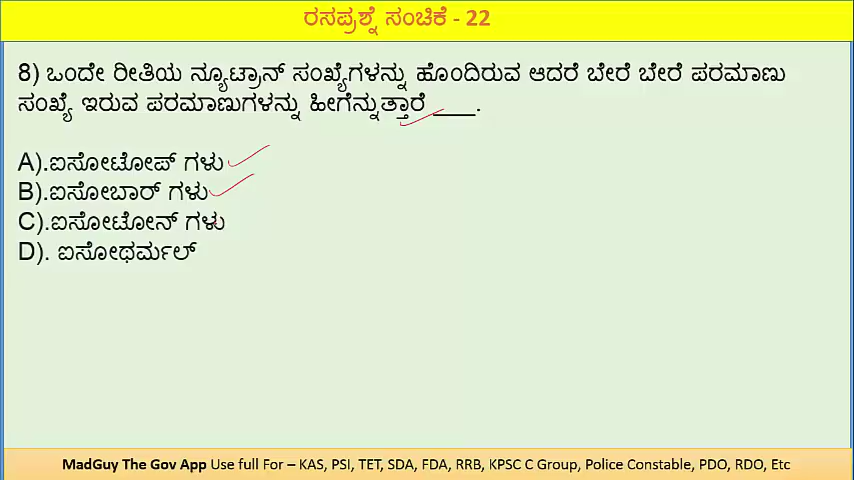 ರಸಪ್ರಶ್ನೆ ಸಂಚಿಕೆ - 22
8) ಒಂದೇ ರೀತಿಯ ನ್ಯೂಟ್ರಾನ್ ಸಂಖ್ಯೆಗಳನ್ನು ಹೊಂದಿರುವ ಆದರೆ ಬೇರೆ ಬೇರೆ ಪರಮಾಣು
ಸಂಖ್ಯೆ ಇರುವ ಪರಮಾಣುಗಳನ್ನು ಹೀಗೆನ್ನುತ್ತಾರೆ ___.
A).ಐಸೋಟೋಪ್ ಗಳು
B).ಐಸೋಬಾರ್ ಗಳು
C).ಐಸೋಟೋನ್ ಗಳು
D). ಐಸೋಥರ್ಮಲ್
MadGuy The Gov App Use full For – KAS, PSI, TET, SDA, FDA, RRB, KPSC C Group, Police Constable, PDO, RDO, Etc